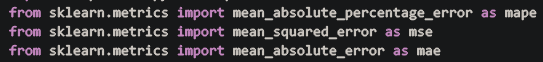 from sklearn.metrics import mean_absolute_percentage_error as mape
from sklearn.metrics import mean_squared_error as mse
from sklearn.metrics import mean_absolute_error as mae